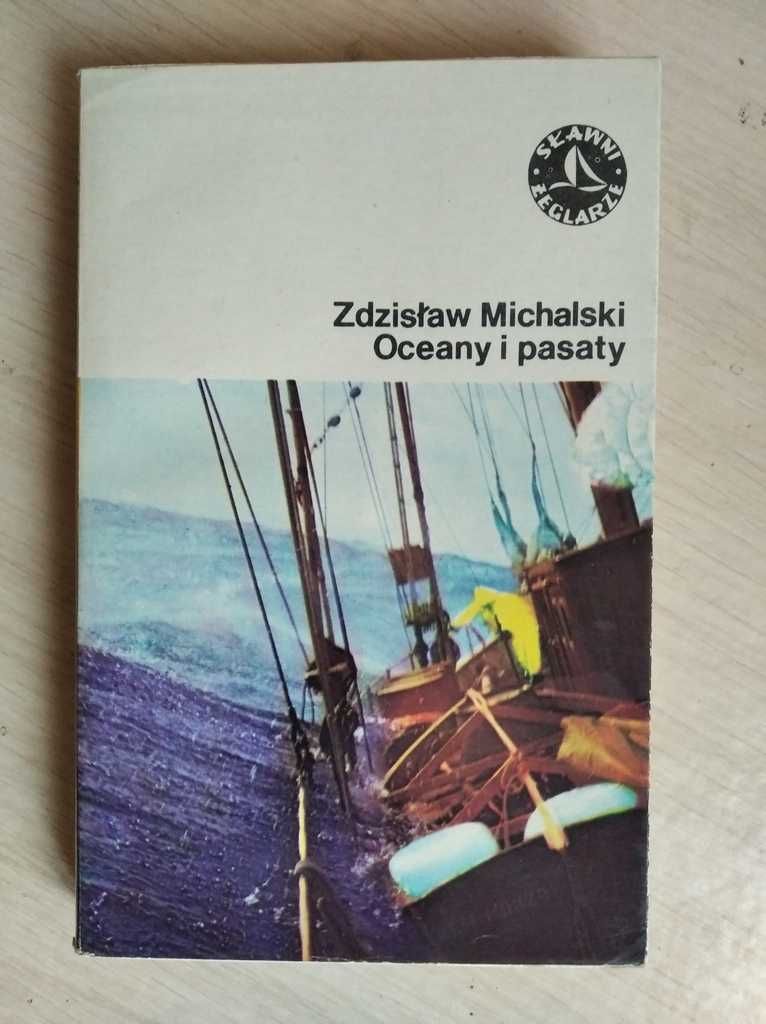 SŁAWNI
ŻEGLARZE
Zdzisław Michalski
Oceany i pasaty